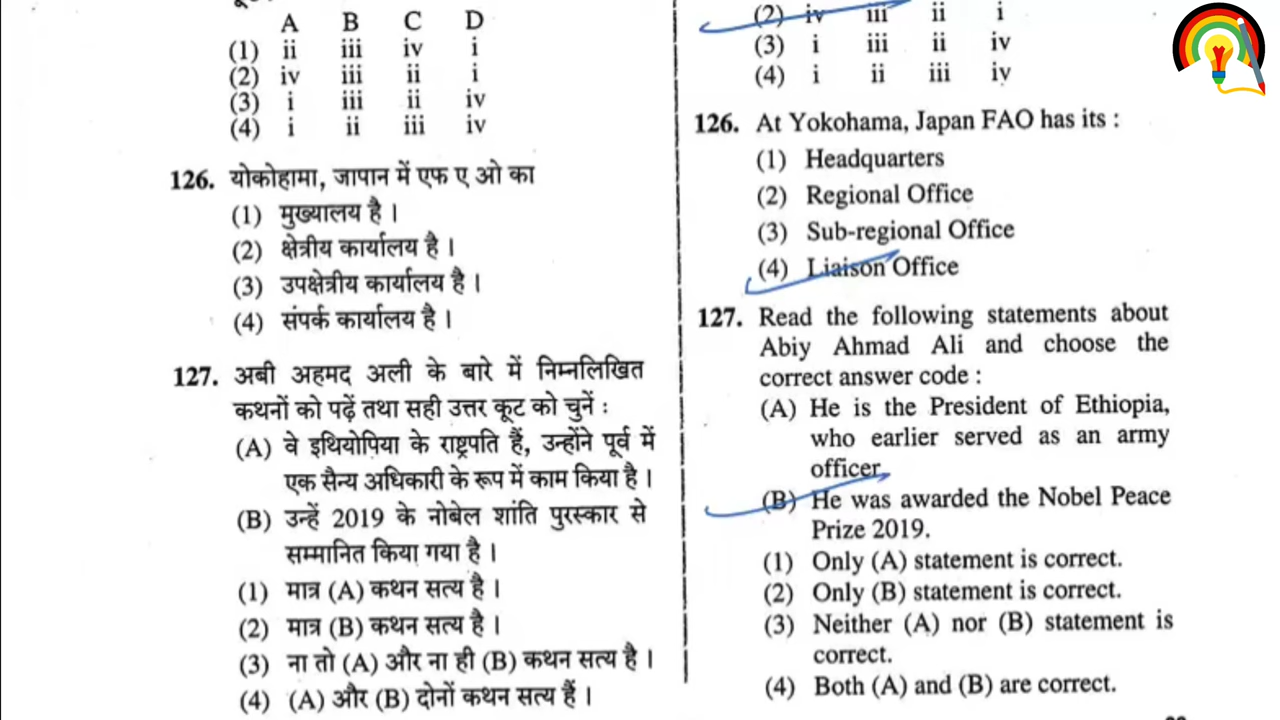 A B C D
(1) ii iii iv i
(2) iv iii ii i
(3) i iii ii iv
(4) i ii iii iv
126. योकोहामा, जापान में एफ ए ओ का
(1) मुख्यालय है।
(2) क्षेत्रीय कार्यालय है।
(3) उपक्षेत्रीय कार्यालय है।
(4) संपर्क कार्यालय है।
127. अबी अहमद अली के बारे में निम्नलिखित
कथनों को पढ़ें तथा सही उत्तर कूट को चुनें :
(A) वे इथियोपिया के राष्ट्रपति हैं, उन्होंने पूर्व में
एक सैन्य अधिकारी के रूप में काम किया है।
(B) उन्हें 2019 के नोबेल शांति पुरस्कार से
सम्मानित किया गया है।
(1) मात्र (A) कथन सत्य है।
(2) मात्र (B) कथन सत्य है।
(3) ना तो (A) और ना ही (B) कथन सत्य है।
(4) (A) और (B) दोनों कथन सत्य हैं।
(2) iv iii ii i
(3) i iii ii iv
(4) i ii iii iv
126. At Yokohama, Japan FAO has its :
(1) Headquarters
(2) Regional Office
(3) Sub-regional Office
(4) Liaison Office
127. Read the following statements about
Abiy Ahmad Ali and choose the
correct answer code :
(A) He is the President of Ethiopia,
who earlier served as an army
officer.
(B) He was awarded the Nobel Peace
Prize 2019.
(1) Only (A) statement is correct.
(2) Only (B) statement is correct.
(3) Neither (A) nor (B) statement is
correct.
(4) Both (A) and (B) are correct.